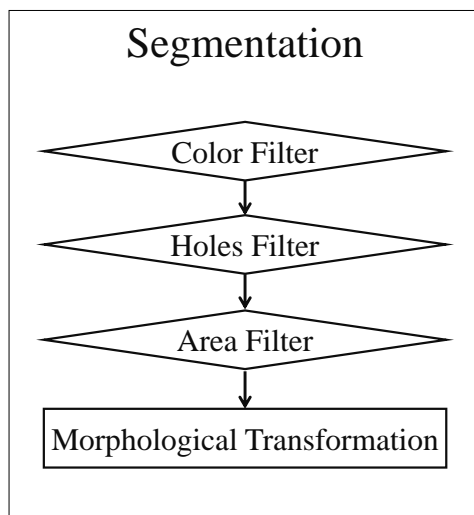 Segmentation
Color Filter
Holes Filter
Area Filter
Morphological Transformation